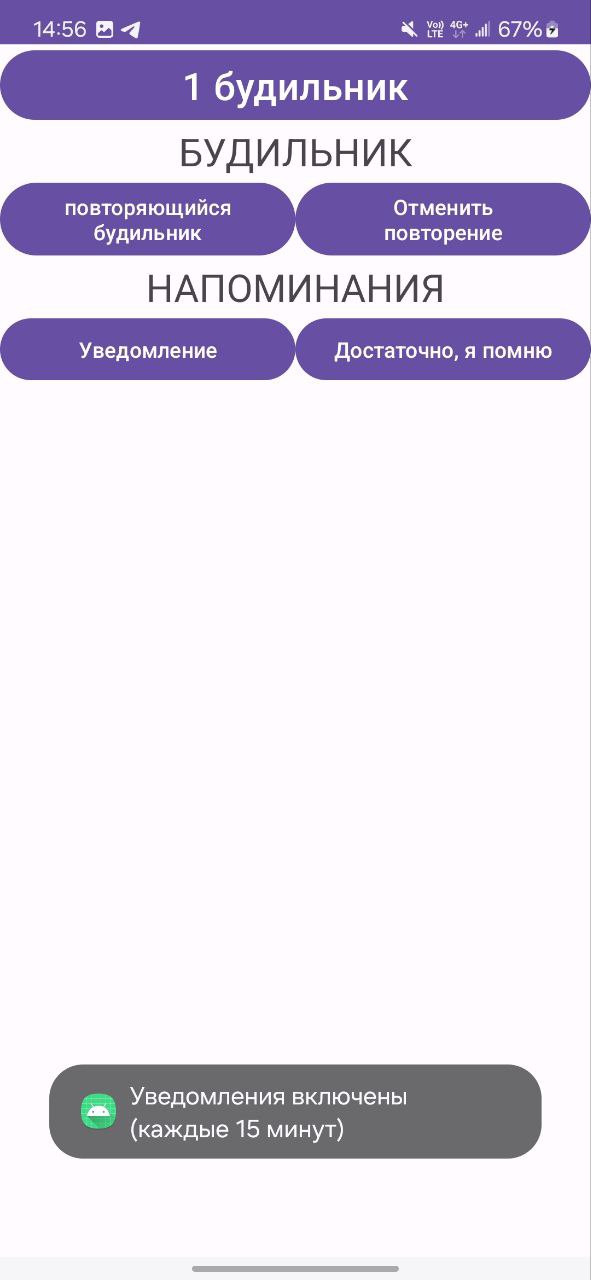 14:56
Vo)) LTE 4G+ 67%
1 будильник
БУДИЛЬНИК
повторяющийся
будильник
Отменить
повторение
НАПОМИНАНИЯ
Уведомление
Достаточно, я помню
Уведомления включены
(каждые 15 минут)